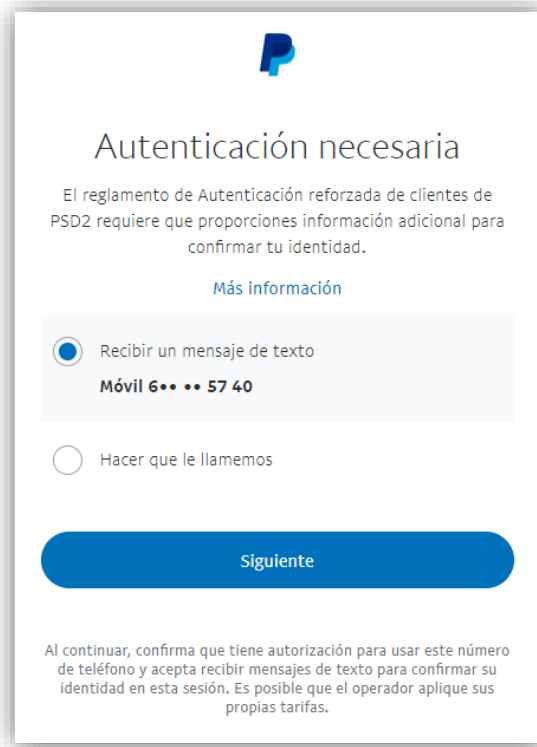 Autenticación necesaria
El reglamento de Autenticación reforzada de clientes de
PSD2 requiere que proporciones información adicional para
confirmar tu identidad.
Más información
Recibir un mensaje de texto
Móvil 6•• •• 57 40
Hacer que le llamemos
Siguiente
Al continuar, confirma que tiene autorización para usar este número
de teléfono y acepta recibir mensajes de texto para confirmar su
identidad en esta sesión. Es posible que el operador aplique sus
propias tarifas.